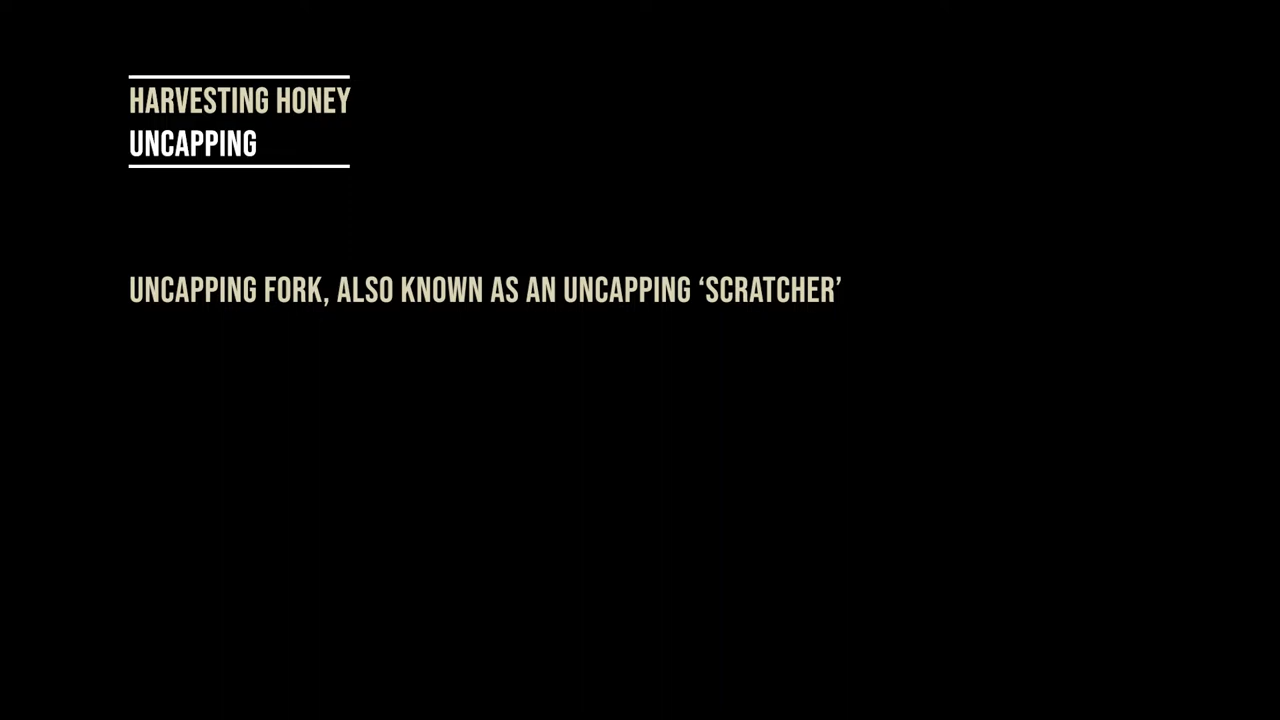 HARVESTING HONEY
UNCAPPING
UNCAPPING FORK, ALSO KNOWN AS AN UNCAPPING ‘SCRATCHER’